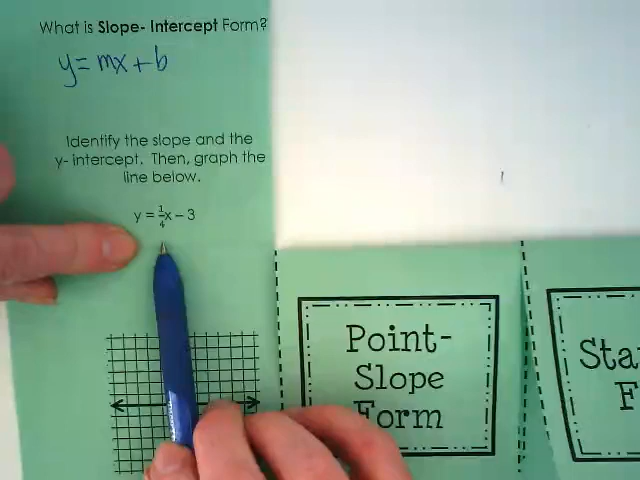 What is Slope- Intercept Form?
y = mx + b
Identify the slope and the
y- intercept. Then, graph the
line below.
y = 1/4x – 3
Point-
Slope
Form